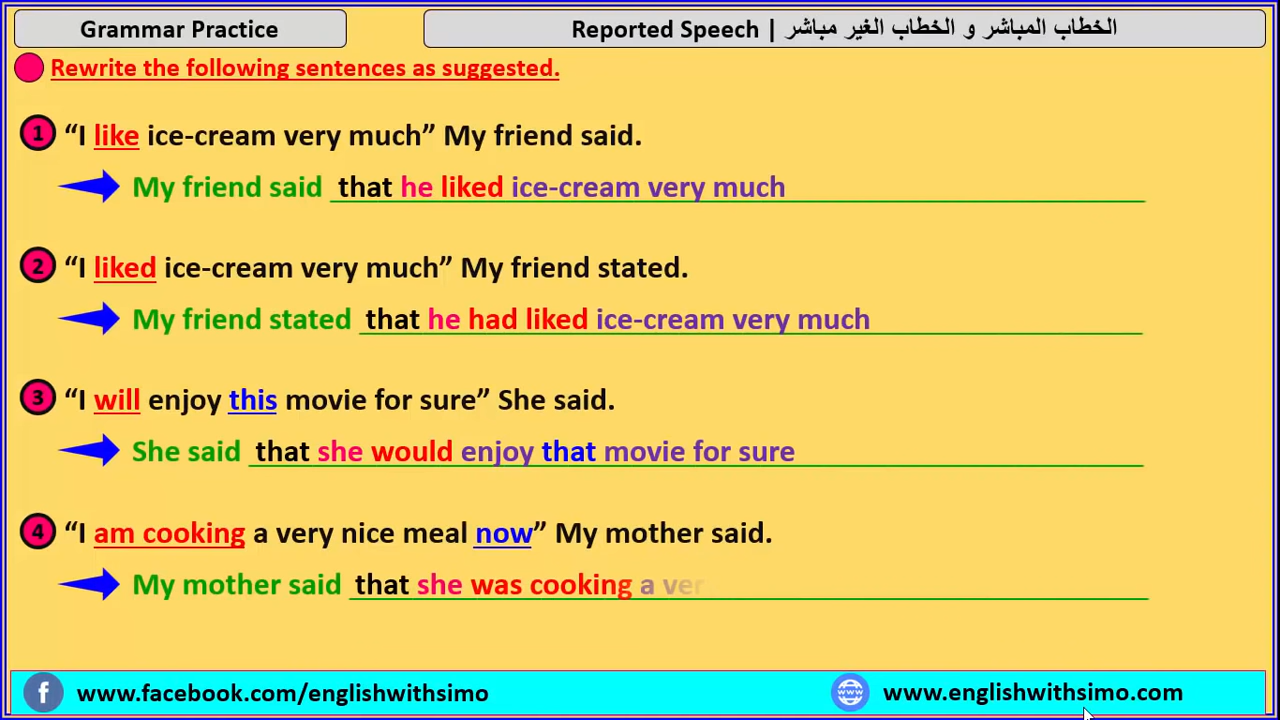 Grammar Practice
Reported Speech | الخطاب المباشر و الخطاب الغير مباشر
Rewrite the following sentences as suggested.
1 “I like ice-cream very much” My friend said.
My friend said that he liked ice-cream very much
2 “I liked ice-cream very much” My friend stated.
My friend stated that he had liked ice-cream very much
3 “I will enjoy this movie for sure” She said.
She said that she would enjoy that movie for sure
4 “I am cooking a very nice meal now” My mother said.
My mother said that she was cooking a ver
f www.facebook.com/englishwithsimo
www.englishwithsimo.com